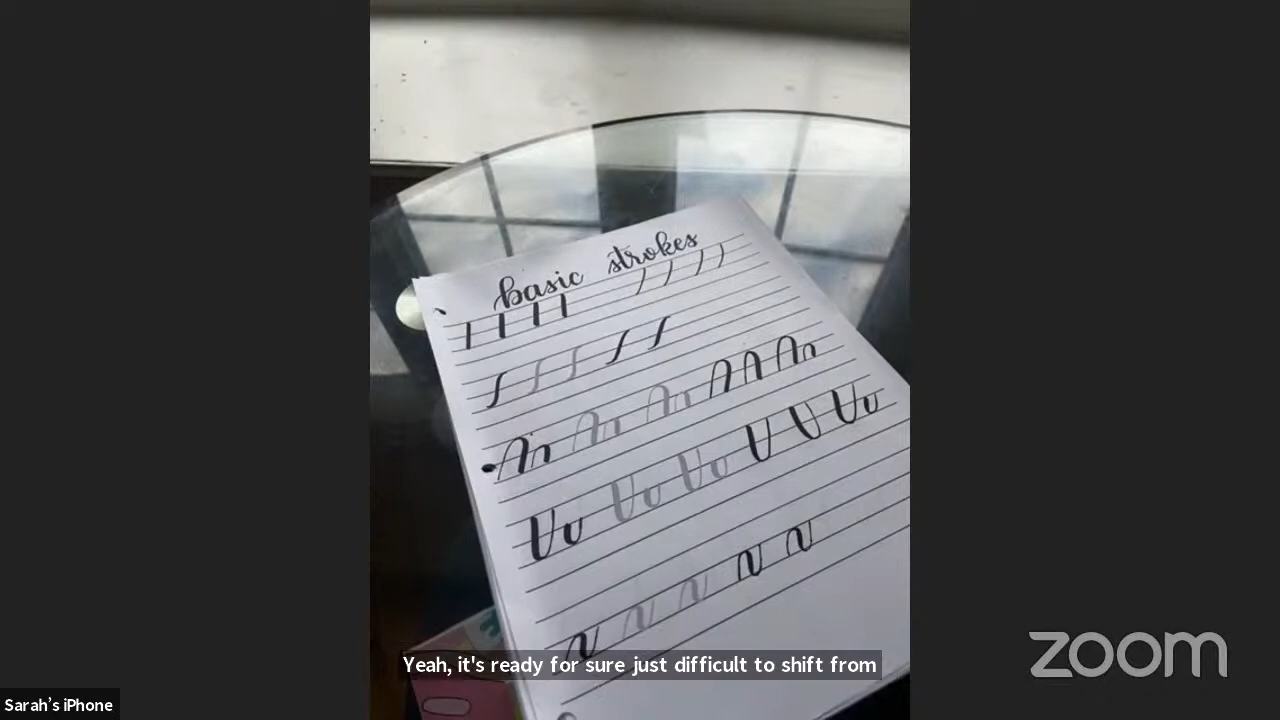 basic strokes
Yeah, it's ready for sure just difficult to shift from
zoom
Sarah's iPhone